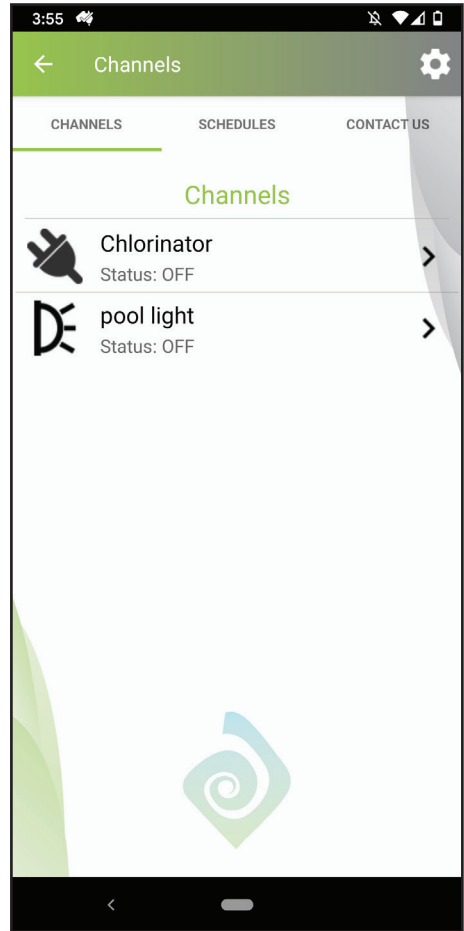 3:55
Channels
CHANNELS SCHEDULES CONTACT US
Channels
Chlorinator
Status: OFF
pool light
Status: OFF